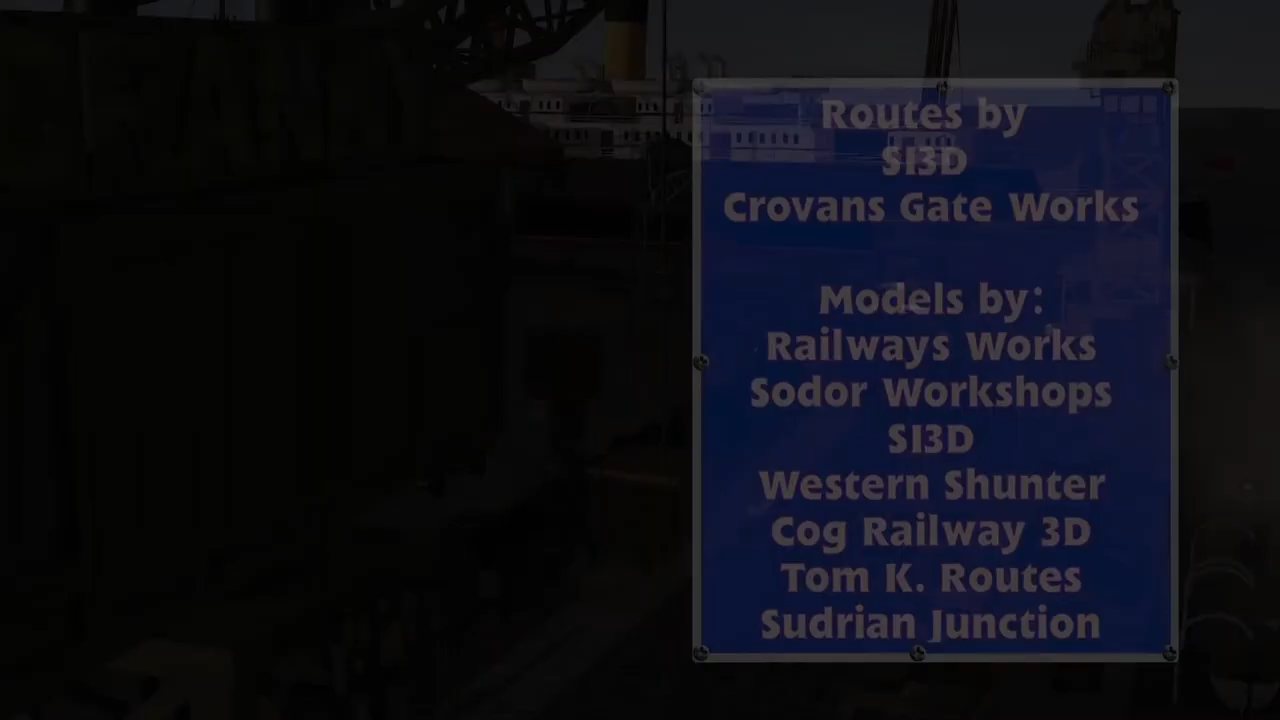 Routes by
SI3D
Crovans Gate Works
Models by:
Railways Works
Sodor Workshops
SI3D
Western Shunter
Cog Railway 3D
Tom K. Routes
Sudrian Junction